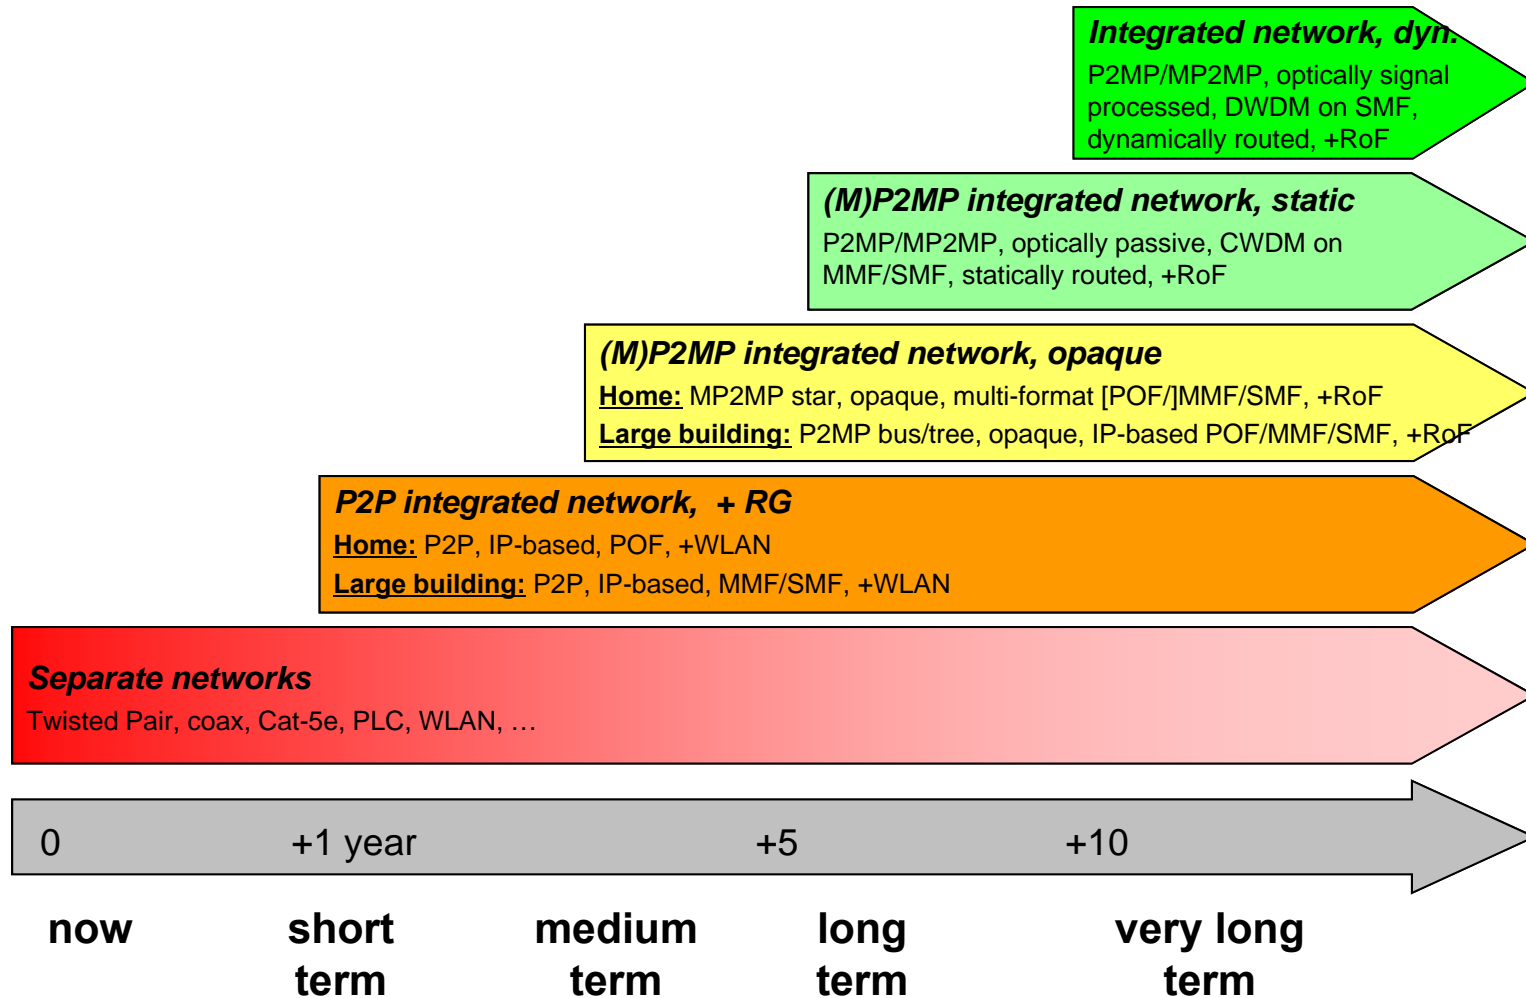 Integrated network, dyn.
P2MP/MP2MP, optically signal
processed, DWDM on SMF,
dynamically routed, +RoF
(M)P2MP integrated network, static
P2MP/MP2MP, optically passive, CWDM on
MMF/SMF, statically routed, +RoF
(M)P2MP integrated network, opaque
Home: MP2MP star, opaque, multi-format [POF/]MMF/SMF, +RoF
Large building: P2MP bus/tree, opaque, IP-based POF/MMF/SMF, +RoF
P2P integrated network, + RG
Home: P2P, IP-based, POF, +WLAN
Large building: P2P, IP-based, MMF/SMF, +WLAN
Separate networks
Twisted Pair, coax, Cat-5e, PLC, WLAN, …
0 +1 year +5 +10
now short medium long very long
term term term term